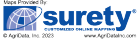 Maps Provided By
surety®
CUSTOMIZED ONLINE MAPPING
© AgriData, Inc. 2023 www.AgriDataInc.com